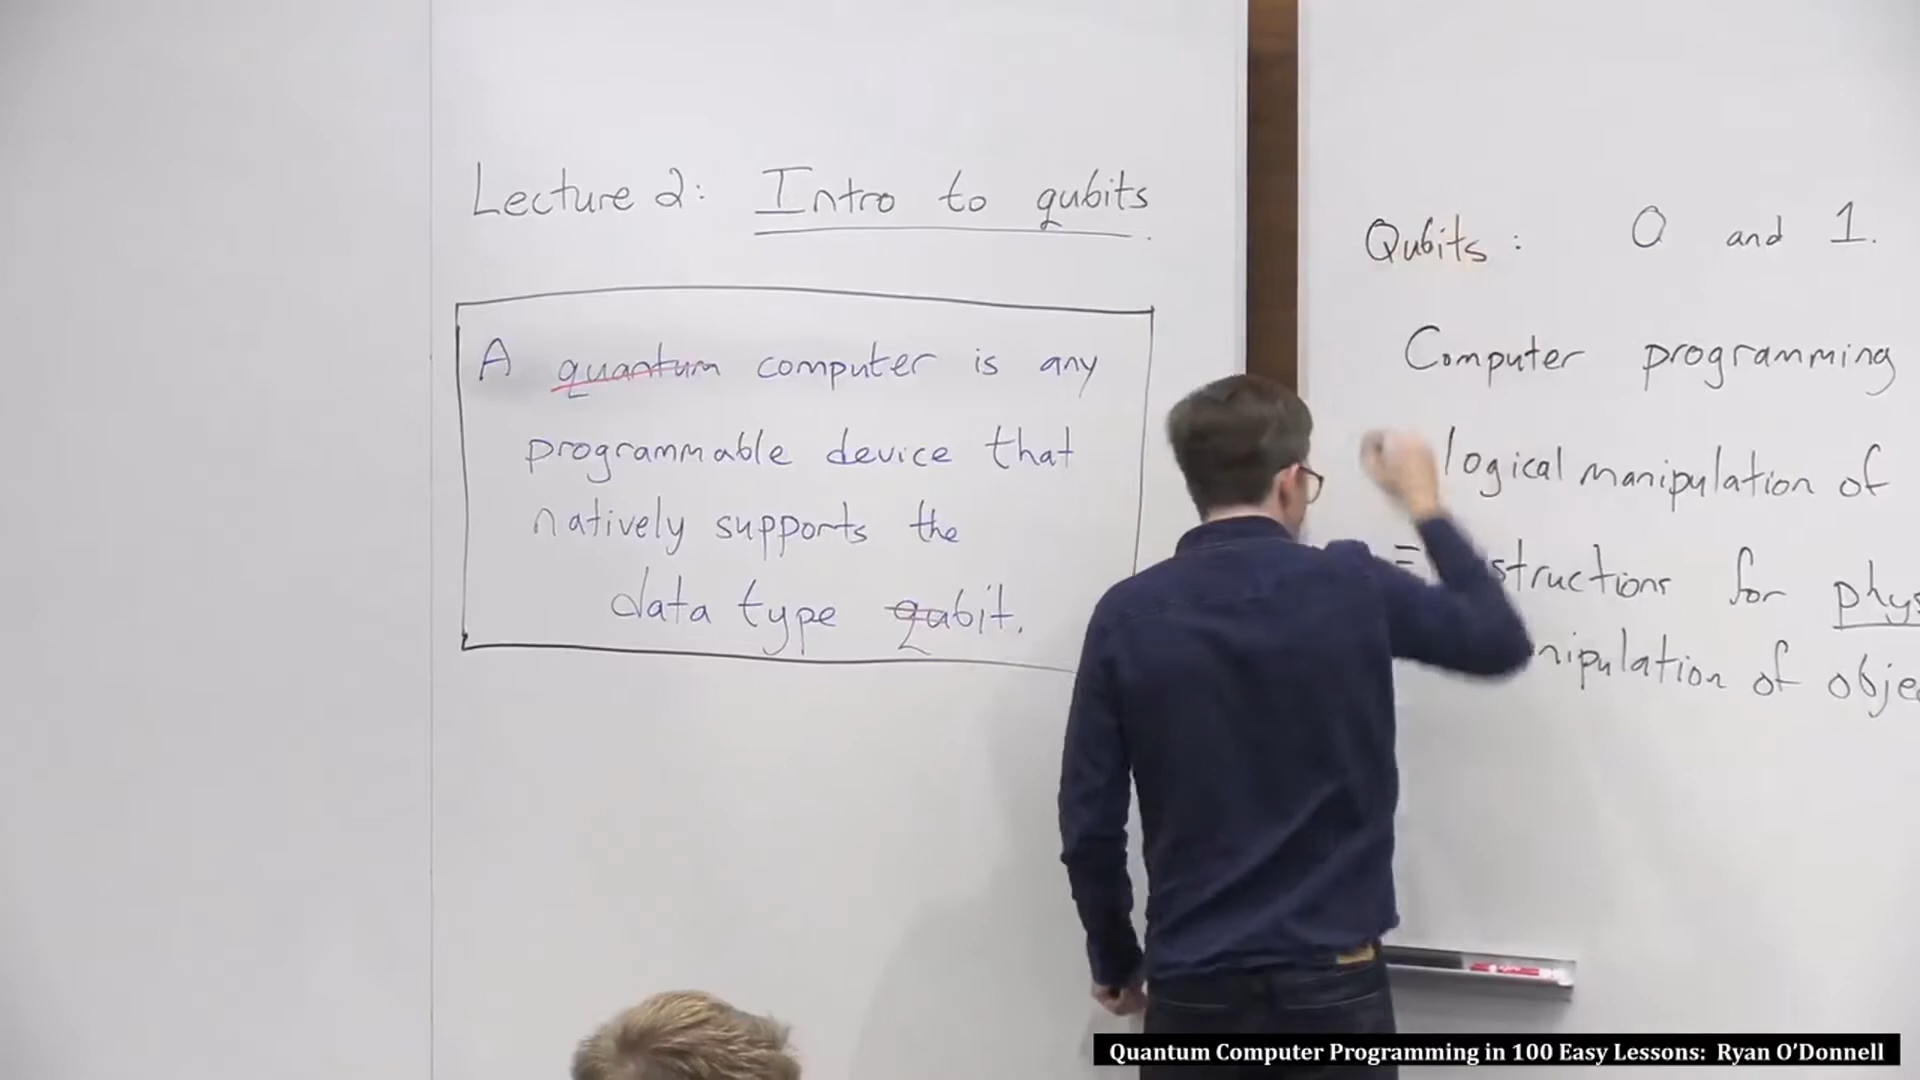 Lecture 2: Intro to qubits.
A quantum computer is any
programmable device that
natively supports the
data type qubit.
Qubits : 0 and 1.
Computer programming
logical manipulation of
=
for
of
Quantum Computer Programming in 100 Easy Lessons: Ryan O'Donnell